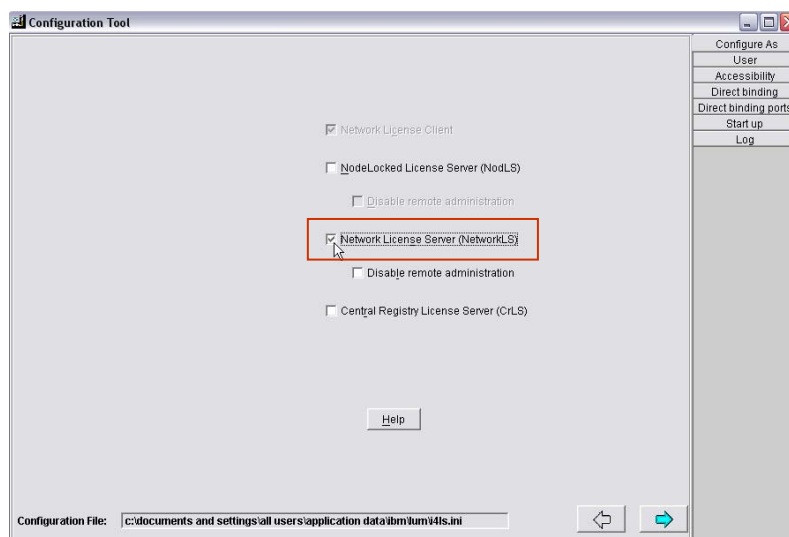 Configuration Tool
Configure As
User
Accessibility
Direct binding
Direct binding ports
Start up
Log
Network License Client
NodeLocked License Server (NodLS)
Disable remote administration
Network License Server (NetworkLS)
Disable remote administration
Central Registry License Server (CrLS)
Help
Configuration File: c:\documents and settings\all users\application data\ibm\lum\i4ls.ini